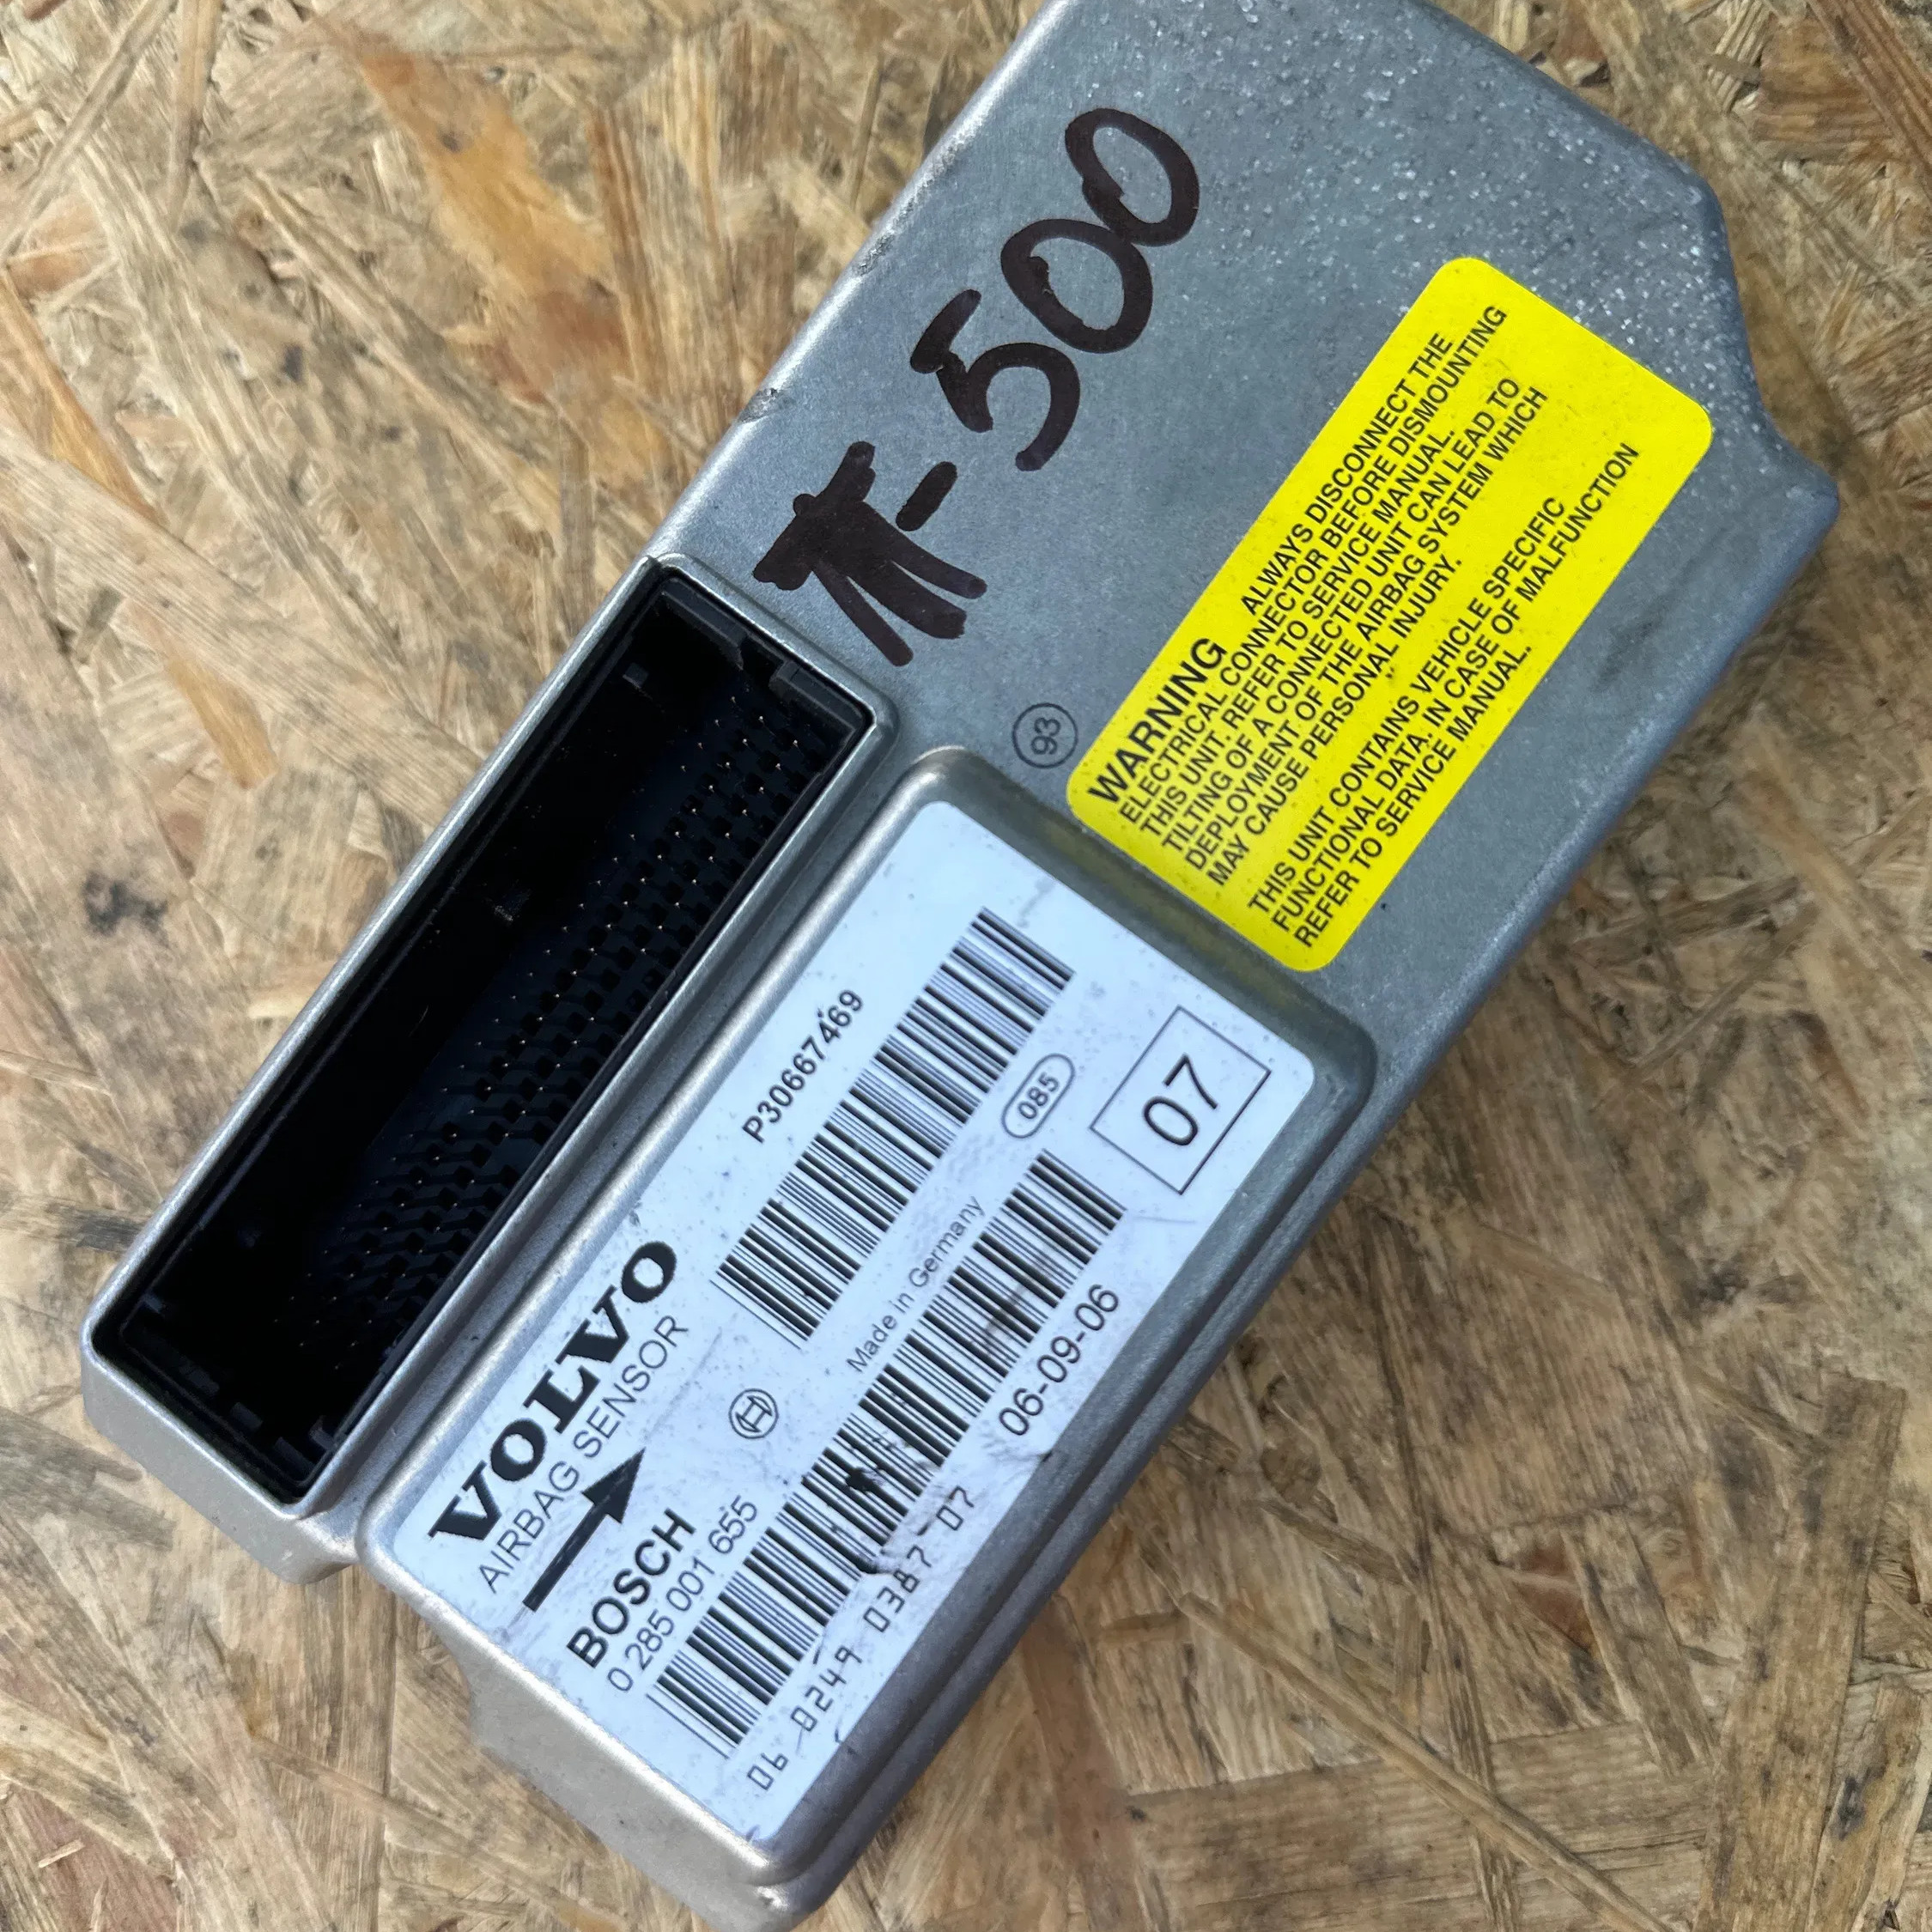 П-500
93
WARNING ALWAYS DISCONNECT THE
ELECTRICAL CONNECTOR BEFORE DISMOUNTING
THIS UNIT. REFER TO SERVICE MANUAL.
TILTING OF A CONNECTED UNIT CAN LEAD TO
DEPLOYMENT OF THE AIRBAG SYSTEM WHICH
MAY CAUSE PERSONAL INJURY.
THIS UNIT CONTAINS VEHICLE SPECIFIC
FUNCTIONAL DATA. IN CASE OF MALFUNCTION
REFER TO SERVICE MANUAL.
VOLVO
AIRBAG SENSOR
P30667469
BOSCH
0 285 001 655
Made in Germany
085
07
06-09-06
06 0249 0387 07